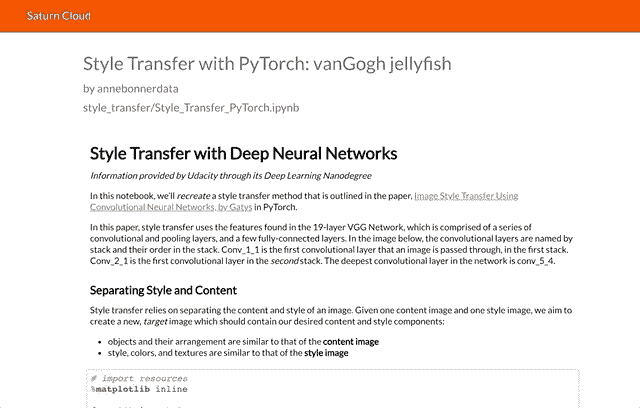 Saturn Cloud
Style Transfer with PyTorch: vanGogh jellyfish
by annebonnerdata
style_transfer/Style_Transfer_PyTorch.ipynb
Style Transfer with Deep Neural Networks
Information provided by Udacity through its Deep Learning Nanodegree
In this notebook, we'll recreate a style transfer method that is outlined in the paper, Image Style Transfer Using
Convolutional Neural Networks, by Gatys in PyTorch.
In this paper, style transfer uses the features found in the 19-layer VGG Network, which is comprised of a series of
convolutional and pooling layers, and a few fully-connected layers. In the image below, the convolutional layers are named by
stack and their order in the stack. Conv_1_1 is the first convolutional layer that an image is passed through, in the first stack.
Conv_2_1 is the first convolutional layer in the second stack. The deepest convolutional layer in the network is conv_5_4.
Separating Style and Content
Style transfer relies on separating the content and style of an image. Given one content image and one style image, we aim to
create a new, target image which should contain our desired content and style components:
• objects and their arrangement are similar to that of the content image
• style, colors, and textures are similar to that of the style image
# import resources
%matplotlib inline